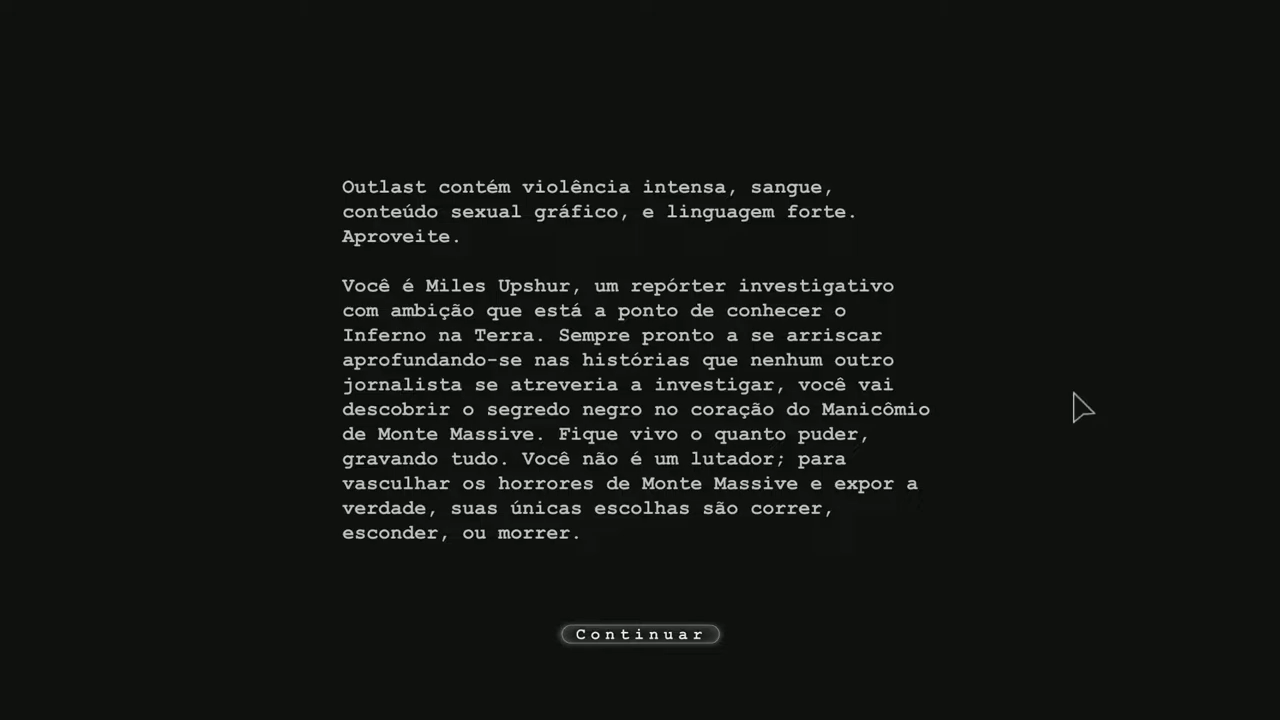 Outlast contém violência intensa, sangue,
conteúdo sexual gráfico, e linguagem forte.
Aproveite.
Você é Miles Upshur, um repórter investigativo
com ambição que está a ponto de conhecer o
Inferno na Terra. Sempre pronto a se arriscar
aprofundando-se nas histórias que nenhum outro
jornalista se atreveria a investigar, você vai
descobrir o segredo negro no coração do Manicômio
de Monte Massive. Fique vivo o quanto puder,
gravando tudo. Você não é um lutador; para
vasculhar os horrores de Monte Massive e expor a
verdade, suas únicas escolhas são correr,
esconder, ou morrer.
Continuar